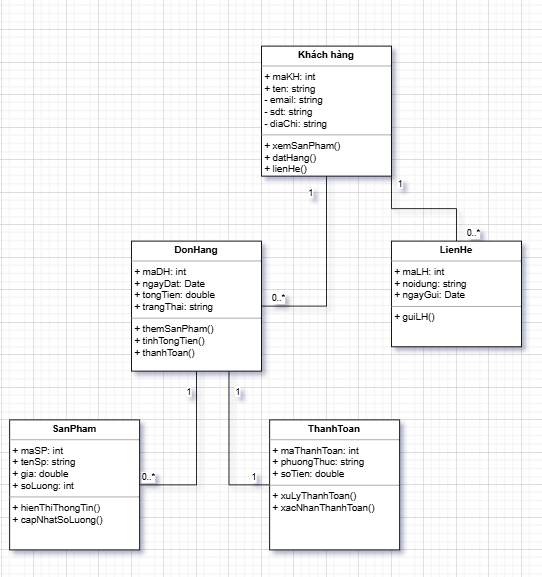 Khách hàng
+ maKH: int
+ ten: string
- email: string
- sdt: string
- diaChi: string
+ xemSanPham()
+ datHang()
+ lienHe()
1
1
0..*
DonHang
+ maDH: int
+ ngayDat: Date
+ tongTien: double
+ trangThai: string
+ themSanPham()
+ tinhTongTien()
+ thanhToan()
0..*
LienHe
+ maLH: int
+ noidung: string
+ ngayGui: Date
+ guiLH()
1
1
SanPham
+ maSP: int
+ tenSp: string
+ gia: double
+ soLuong: int
+ hienThiThongTin()
+ capNhatSoLuong()
0..*
1
ThanhToan
+ maThanhToan: int
+ phuongThuc: string
+ soTien: double
+ xuLyThanhToan()
+ xacNhanThanhToan()